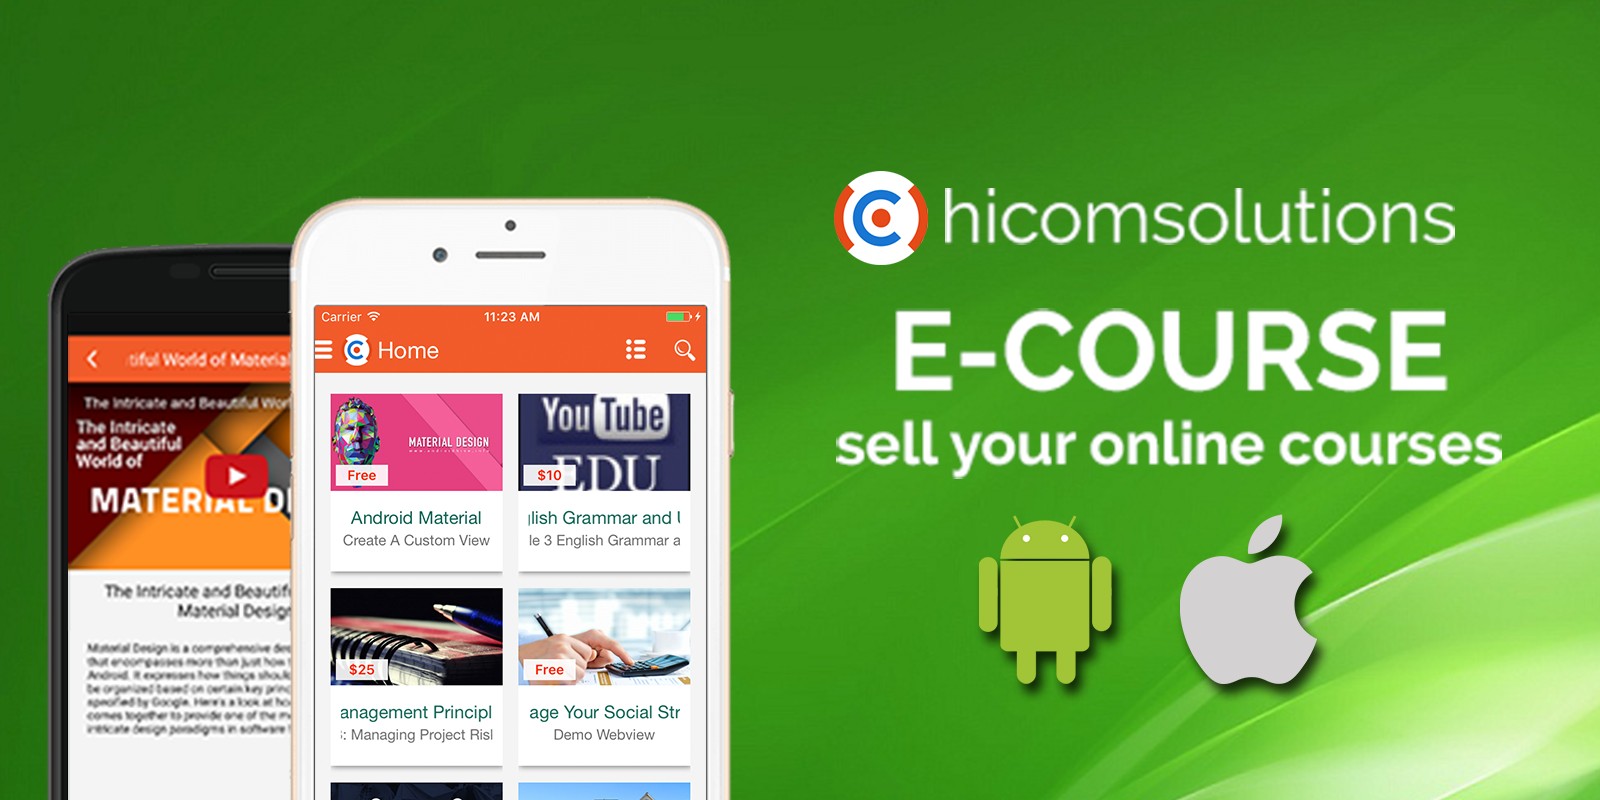 hicomsolutions
E-COURSE
sell your online courses
Carrier
11:23 AM
Home
MATERIAL DESIGN
Free
Android Material
Create A Custom View
You Tube
EDU
$10
glish Grammar and U
le 3 English Grammar a
$25
anagement Principl
s: Managing Project Risl
Free
age Your Social Str
Demo Webview
tiful World of Material
The Intricate and Beautiful Worl
The Intricate
and Beautiful
World of
MATERIAL DE
The Intricate and Beautif
Material Design
Material Design is a comprehensive des
that encompasses more than just how
Android. It expresses how things shoul
be organized based on certain key princ
specified by Google. Here's a look at ho
comes together to provide one of the m
intricate design paradigms in software